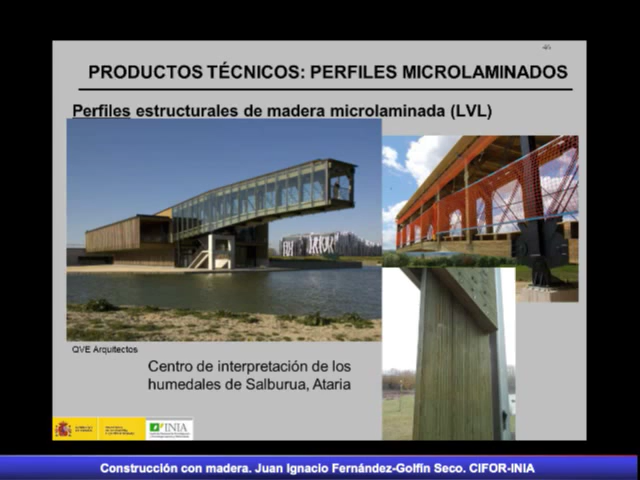 PRODUCTOS TÉCNICOS: PERFILES MICROLAMINADOS
Perfiles estructurales de madera microlaminada (LVL)
QVE Arquitectos
Centro de interpretación de los
humedales de Salburua, Ataria
INIA
Construcción con madera. Juan Ignacio Fernández-Golfín Seco. CIFOR-INIA